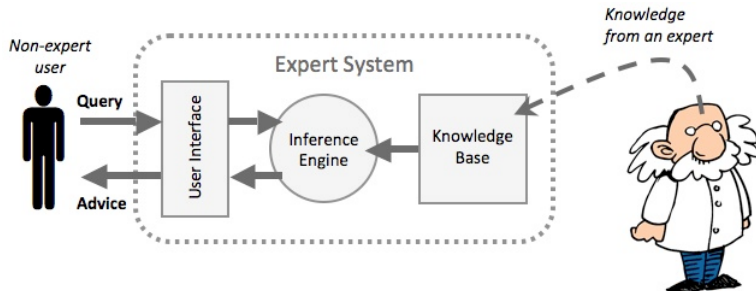 Non-expert
user
Query
Advice
Expert System
User Interface
Inference
Engine
Knowledge
Base
Knowledge
from an expert